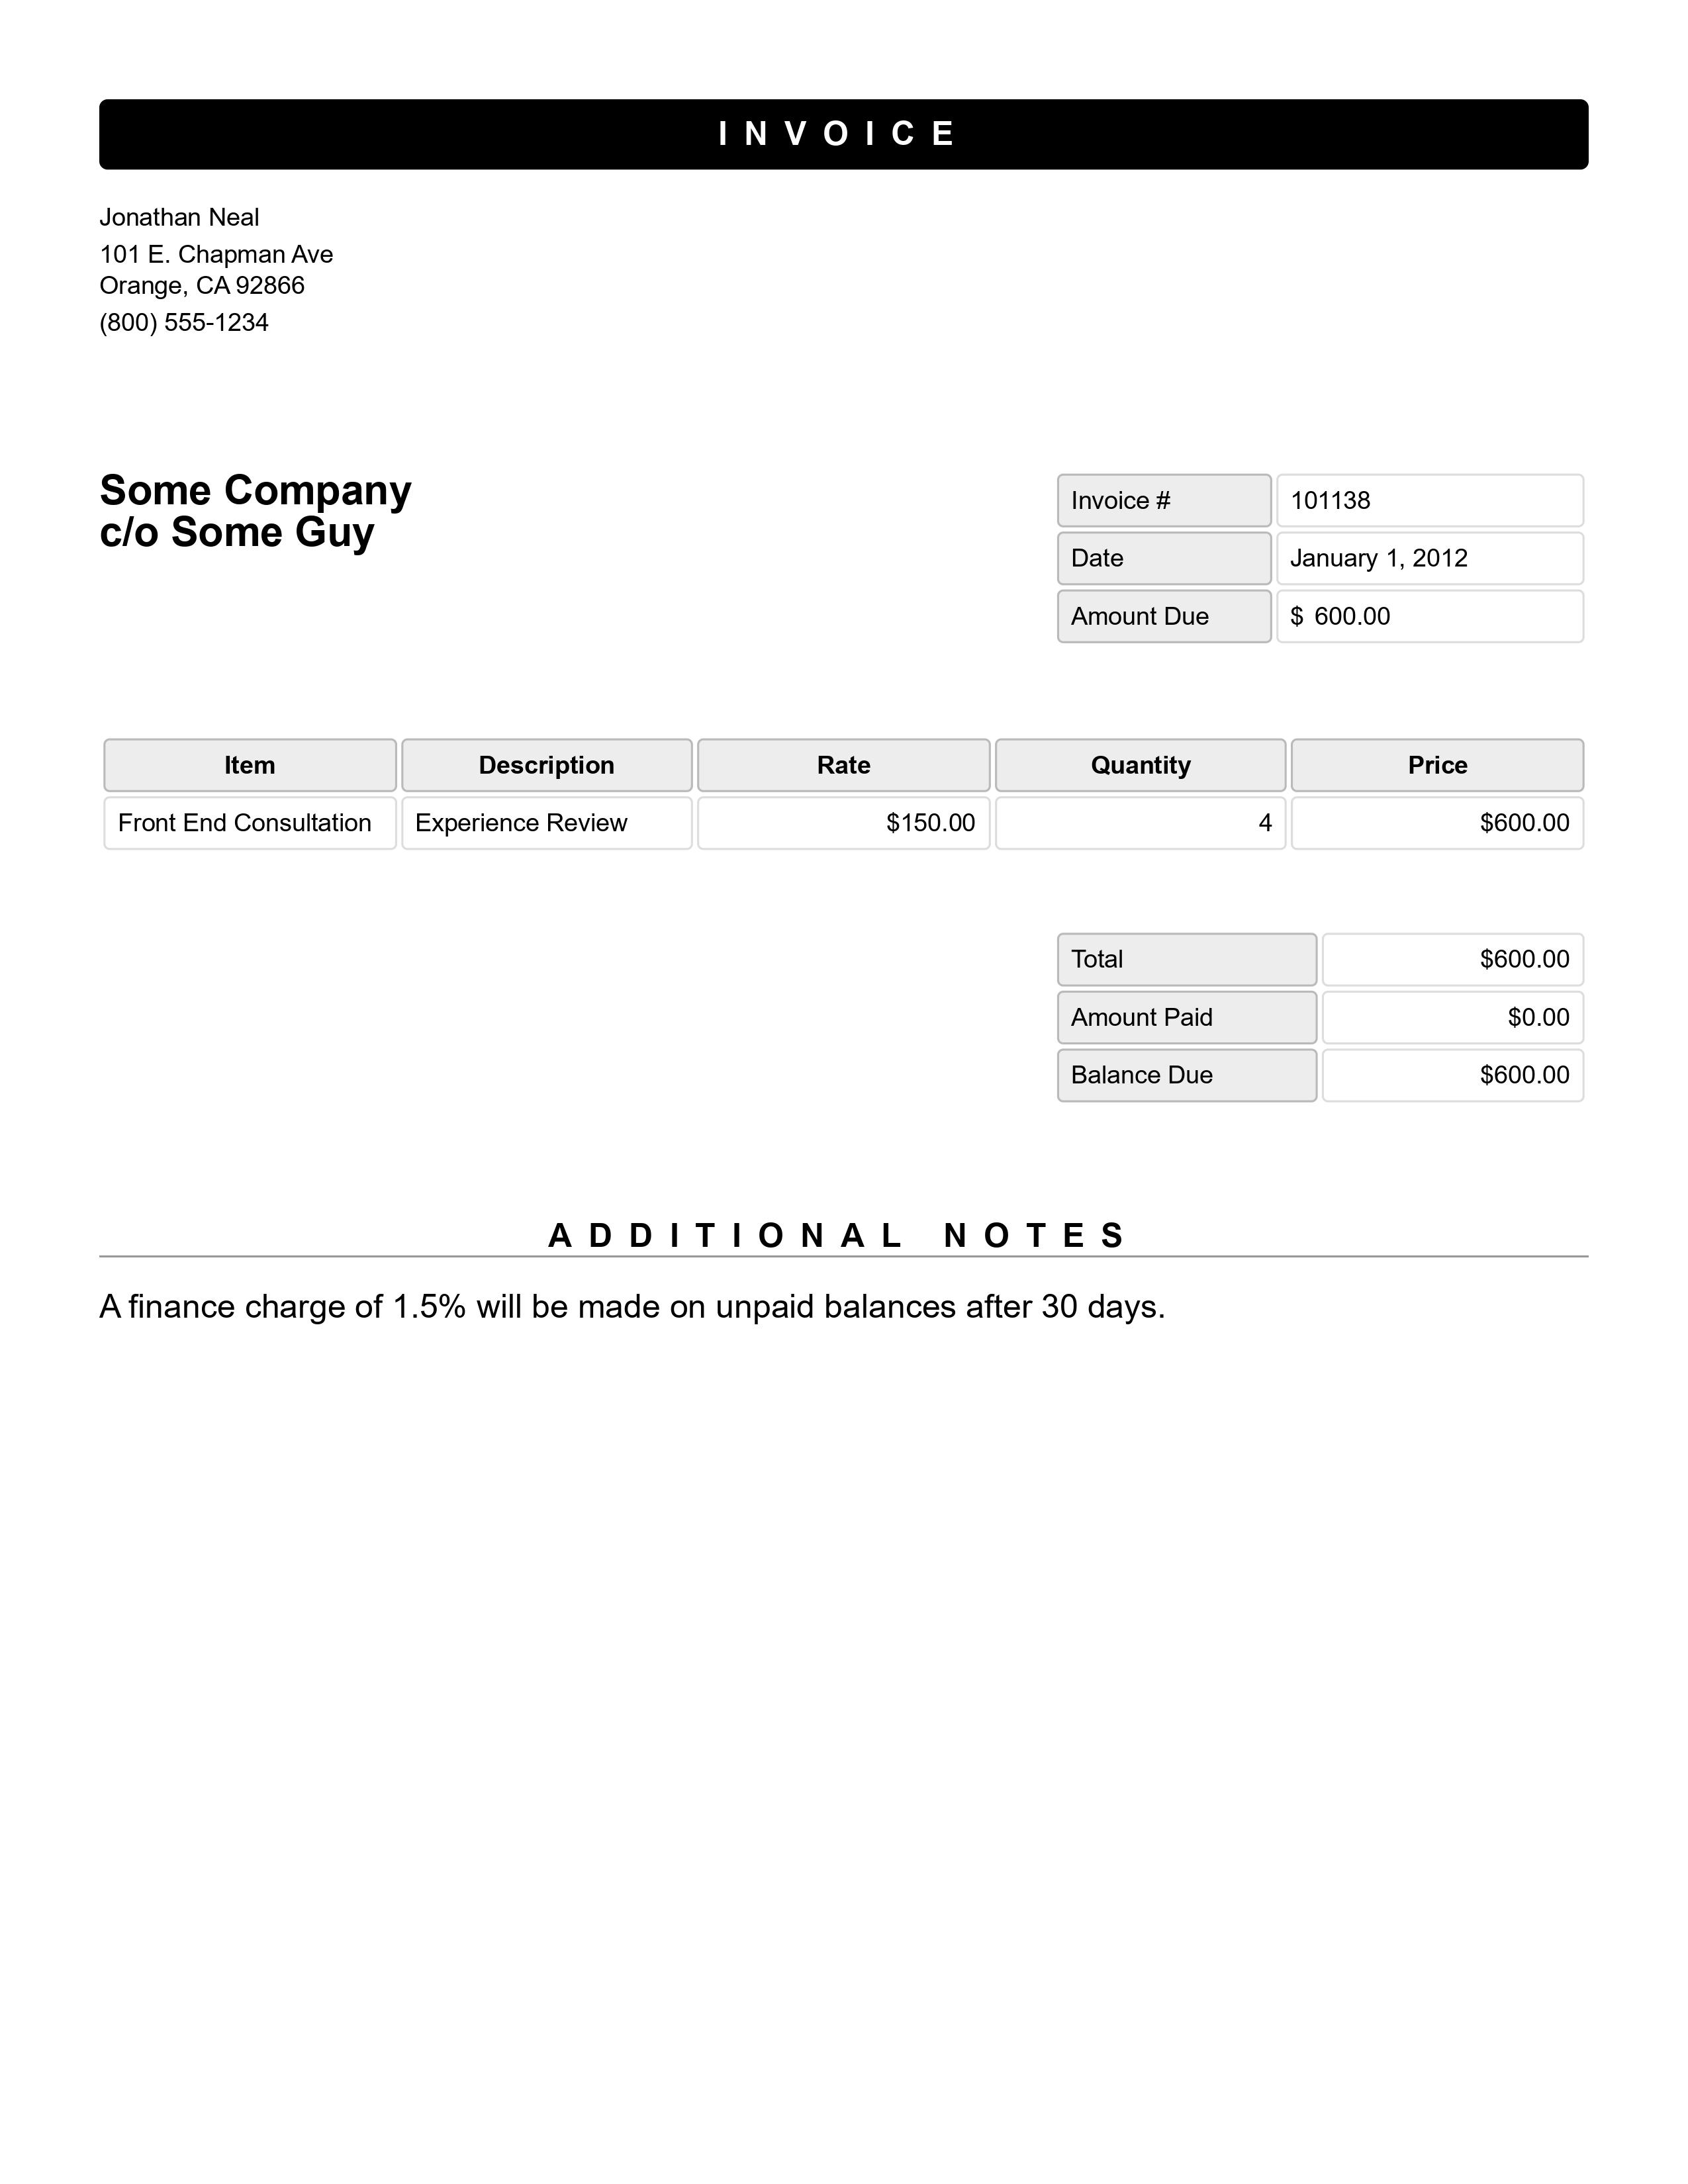 INVOICE
Jonathan Neal
101 E. Chapman Ave
Orange, CA 92866
(800) 555-1234
Some Company
c/o Some Guy
Invoice # 101138
Date January 1, 2012
Amount Due $ 600.00
Item Description Rate Quantity Price
Front End Consultation Experience Review $150.00 4 $600.00
Total $600.00
Amount Paid $0.00
Balance Due $600.00
ADDITIONAL NOTES
A finance charge of 1.5% will be made on unpaid balances after 30 days.